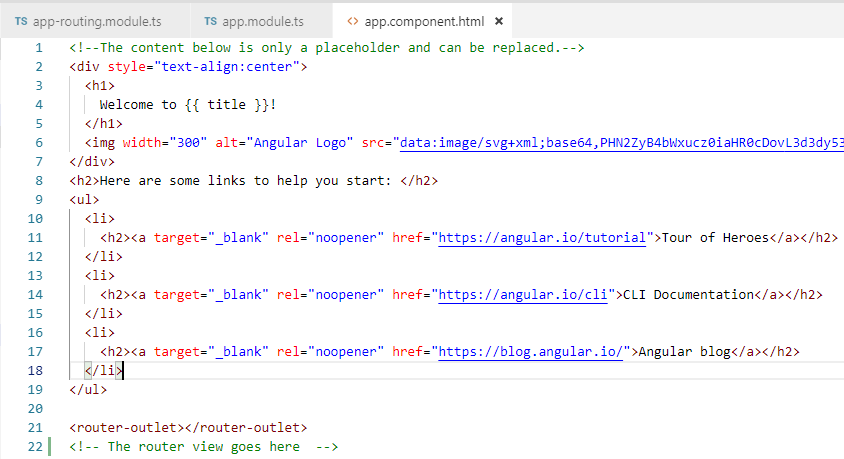 TS app-routing.module.ts TS app.module.ts <> app.component.html ×
1 <!--The content below is only a placeholder and can be replaced.-->
2 <div style="text-align:center">
3 <h1>
4 Welcome to {{ title }}!
5 </h1>
6 <img width="300" alt="Angular Logo" src="data:image/svg+xml;base64,PHN2ZyB4bWxucz0iaHR0cDovL3d3dy53
7 </div>
8 <h2>Here are some links to help you start: </h2>
9 <ul>
10 <li>
11 <h2><a target="_blank" rel="noopener" href="https://angular.io/tutorial">Tour of Heroes</a></h2>
12 </li>
13 <li>
14 <h2><a target="_blank" rel="noopener" href="https://angular.io/cli">CLI Documentation</a></h2>
15 </li>
16 <li>
17 <h2><a target="_blank" rel="noopener" href="https://blog.angular.io/">Angular blog</a></h2>
18 </li>
19 </ul>
20
21 <router-outlet></router-outlet>
22 <!-- The router view goes here  -->